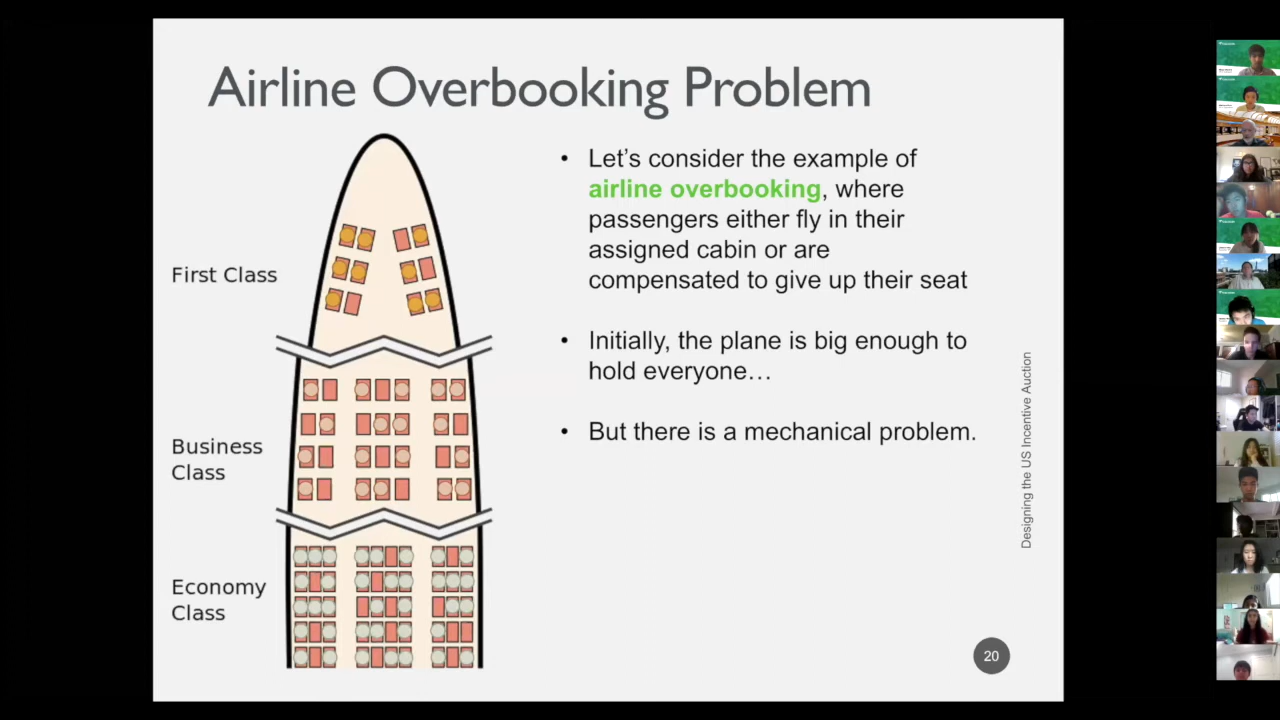 Airline Overbooking Problem
First Class
Business
Class
Economy
Class
• Let’s consider the example of
airline overbooking, where
passengers either fly in their
assigned cabin or are
compensated to give up their seat
• Initially, the plane is big enough to
hold everyone…
• But there is a mechanical problem.
Designing the US Incentive Auction
20